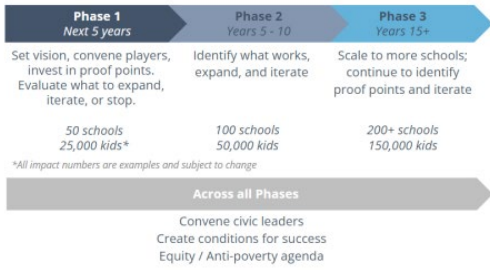 Phase 1
Next 5 years
Set vision, convene players,
invest in proof points.
Evaluate what to expand,
iterate, or stop.
50 schools
25,000 kids*
Phase 2
Years 5 - 10
Identify what works,
expand, and iterate
100 schools
50,000 kids
Phase 3
Years 15+
Scale to more schools;
continue to identify
proof points and iterate
200+ schools
150,000 kids
*All impact numbers are examples and subject to change
Across all Phases
Convene civic leaders
Create conditions for success
Equity / Anti-poverty agenda